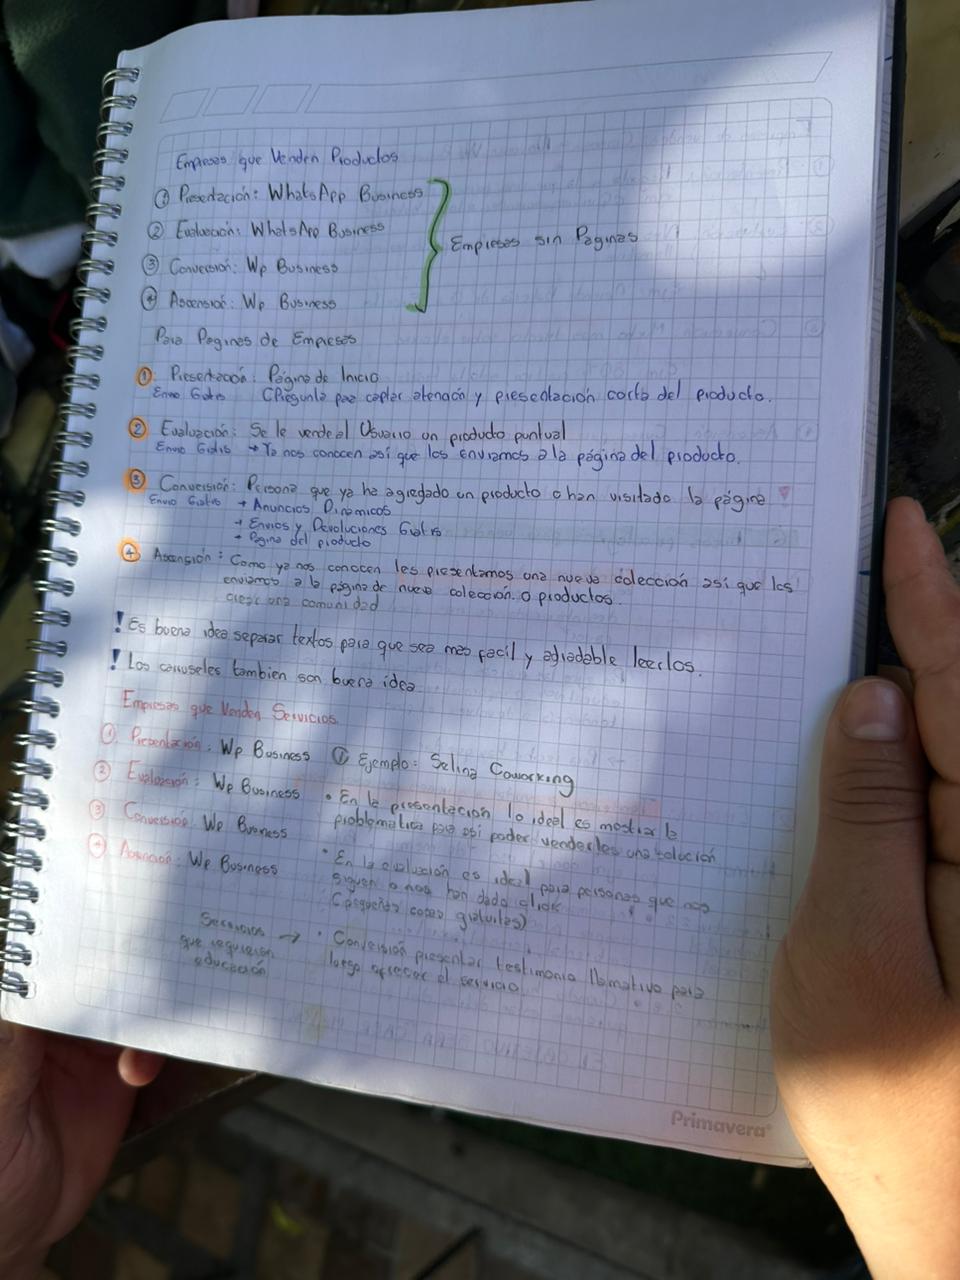 Empresas que Venden Productos
① Presentación: WhatsApp Business
② Evaluación: WhatsApp Business
③ Conversión: Wp Business
④ Ascensión: Wp Business
Empresas sin Paginas
Para Paginas de Empresas
① Presentación: Página de Inicio
Envio Gratis (Pregunta para captar atención y presentación corta del producto.
② Evaluación: Se le vende al Usuario un producto puntual
Envio Gratis → Ya nos conocen así que los enviamos a la página del producto.
③ Conversión: Persona que ya ha agregado un producto o han visitado la página
Envio Gratis → Anuncios Dinamicos
→ Envios y Devoluciones Gratis
→ Pagina del producto
④ Ascensión: Como ya nos conocen les presentamos una nueva colección así que los
enviamos a la página de nueva colección o productos.
crear una comunidad
! Es buena idea separar textos para que sea mas facil y agradable leerlos.
! Los carruseles tambien son buena idea
Empresas que Venden Servicios
① Presentación: Wp Business
② Evaluación: Wp Business
③ Conversión Wp Business
④ Ascensión: Wp Business
① Ejemplo: Selina Coworking
• En la presentación lo ideal es mostrar la
problematica para así poder venderles una solución
• En la evaluación es ideal para personas que nos
siguen o nos han dado click
(pequeñas cosas gratuitas)
Servicios
que requieren →
educación
• Conversión presentar testimonio llamativo para
luego ofrecer el servicio
Primavera